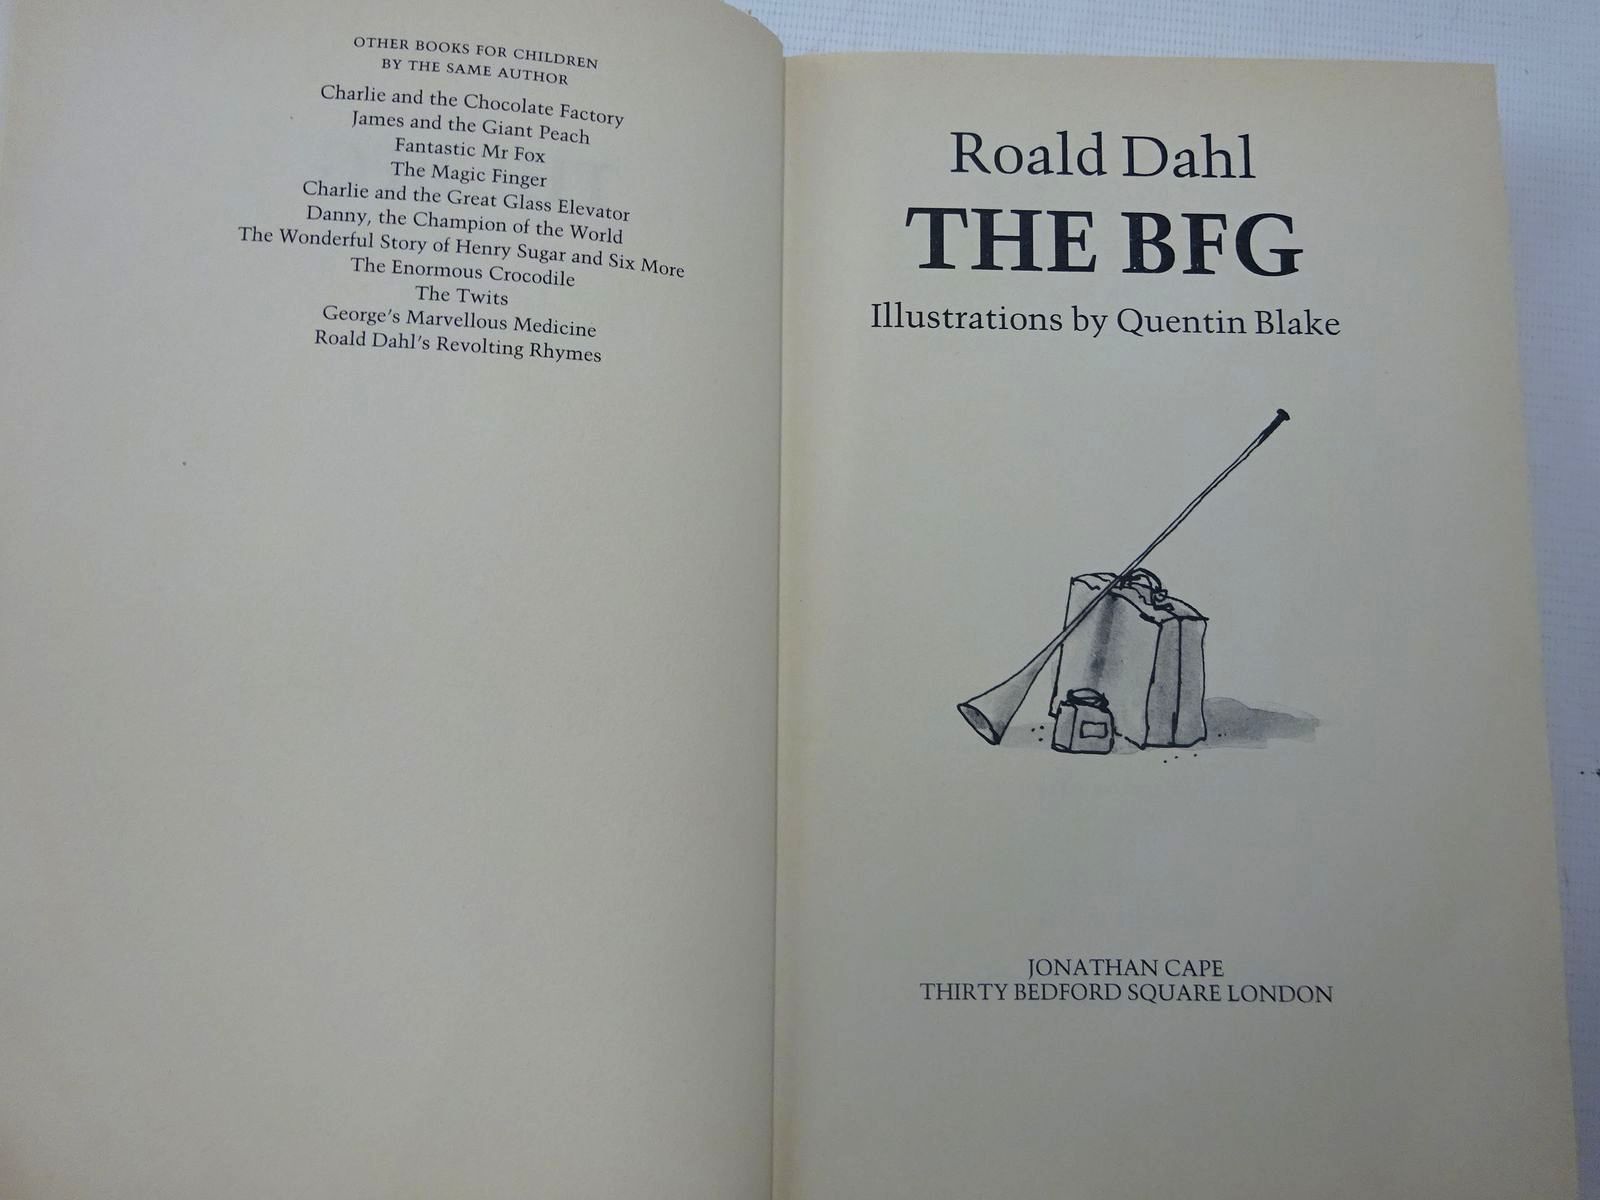 OTHER BOOKS FOR CHILDREN
BY THE SAME AUTHOR
Charlie and the Chocolate Factory
James and the Giant Peach
Fantastic Mr Fox
The Magic Finger
Charlie and the Great Glass Elevator
Danny, the Champion of the World
The Wonderful Story of Henry Sugar and Six More
The Enormous Crocodile
The Twits
George's Marvellous Medicine
Roald Dahl's Revolting Rhymes
Roald Dahl
THE BFG
Illustrations by Quentin Blake
JONATHAN CAPE
THIRTY BEDFORD SQUARE LONDON